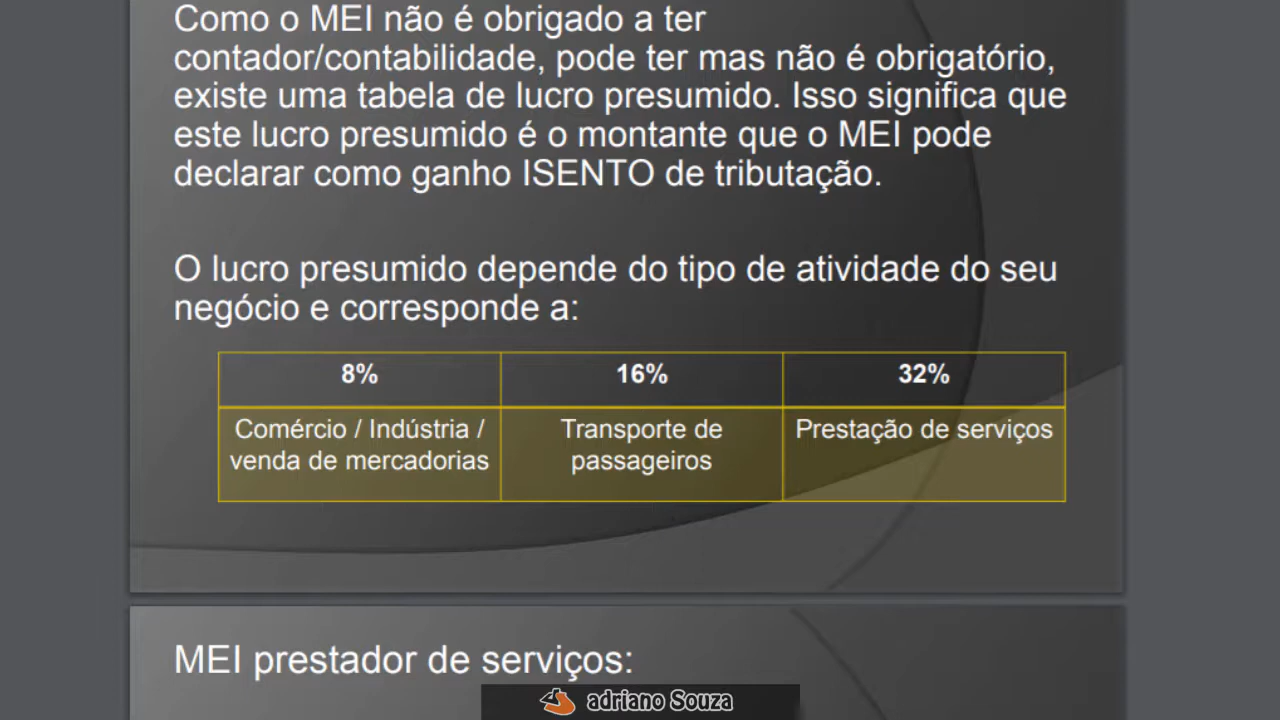 Como o MEI não é obrigado a ter
contador/contabilidade, pode ter mas não é obrigatório,
existe uma tabela de lucro presumido. Isso significa que
este lucro presumido é o montante que o MEI pode
declarar como ganho ISENTO de tributação.
O lucro presumido depende do tipo de atividade do seu
negócio e corresponde a:
8%
16%
32%
Comércio / Indústria /
venda de mercadorias
Transporte de
passageiros
Prestação de serviços
MEI prestador de serviços:
adriano Souza